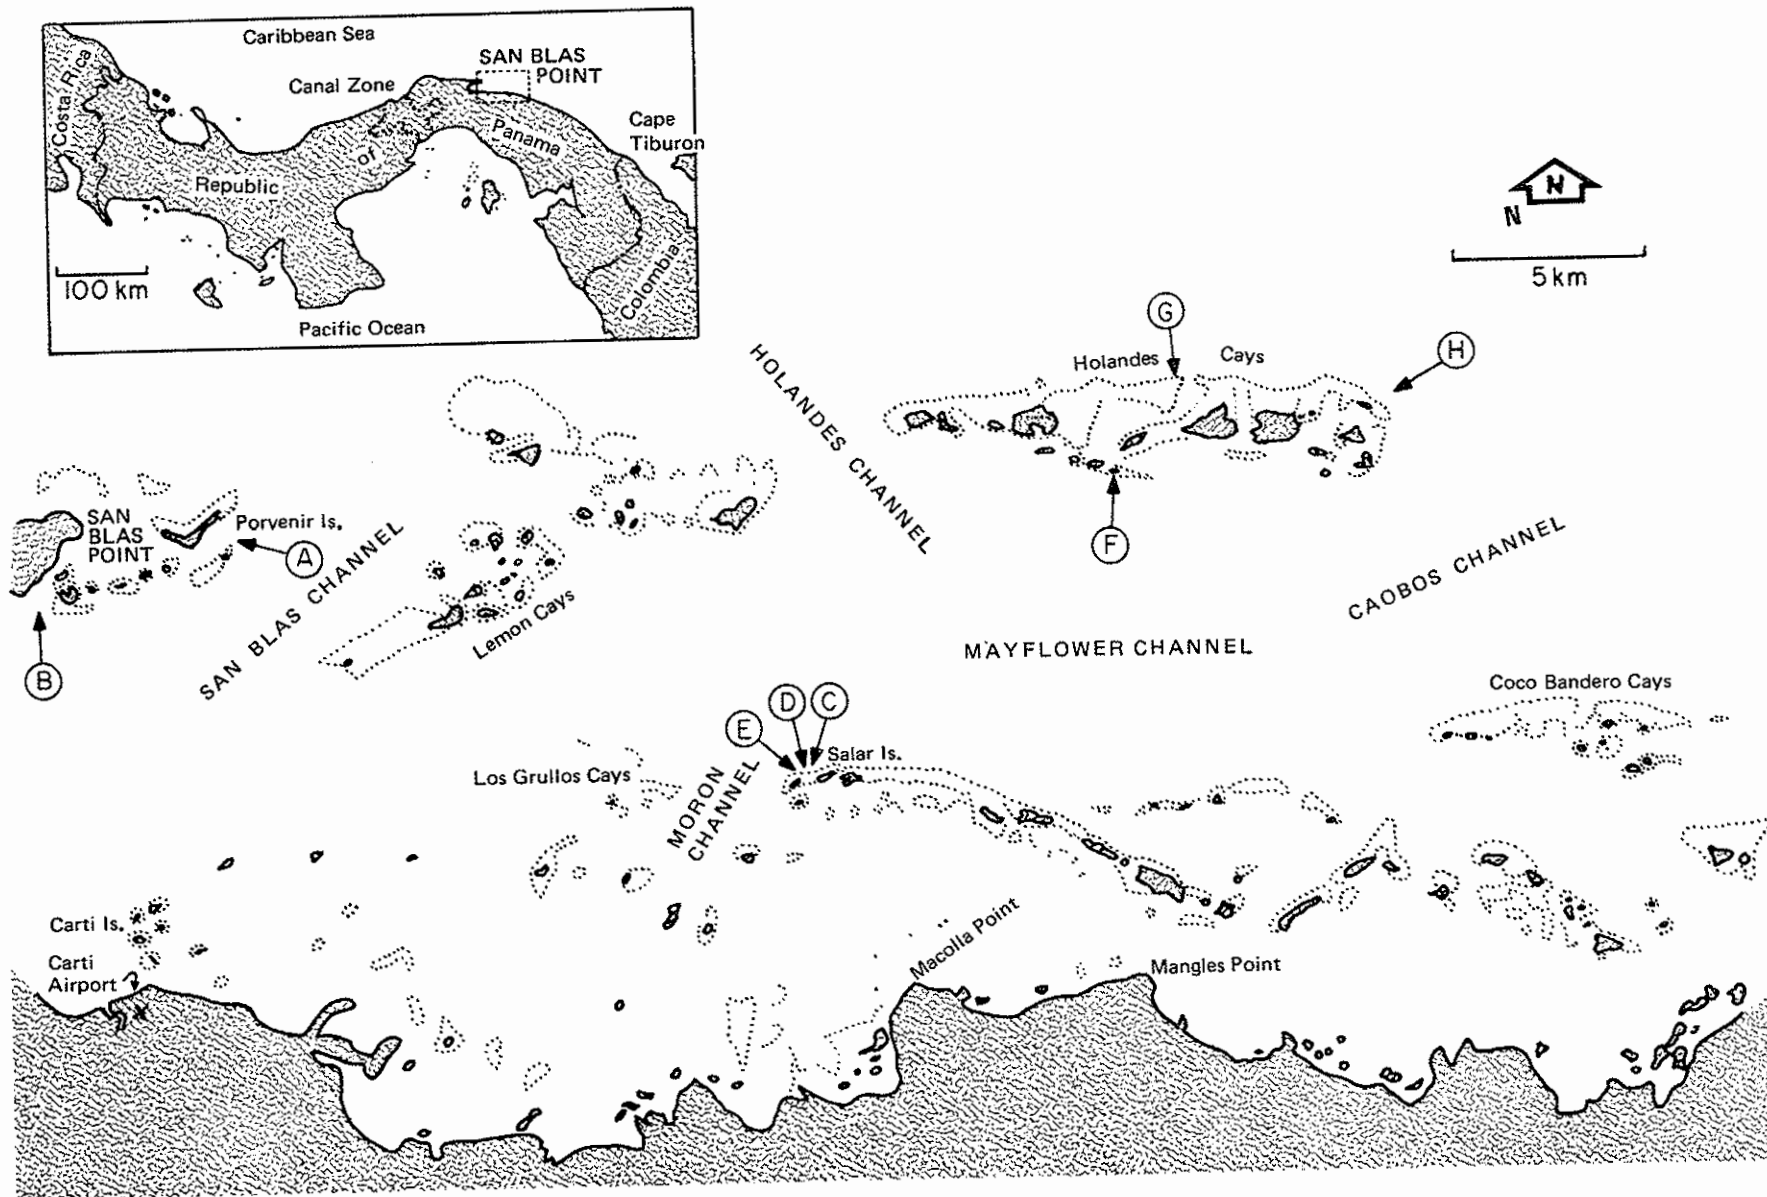 Caribbean Sea
SAN BLAS
POINT
Canal Zone
Costa Rica
Cape
Tiburon
Republic
of
Panama
Colombia
100 km
Pacific Ocean
N
N
5 km
G
Holandes
Cays
H
HOLANDES CHANNEL
SAN
BLAS
POINT
Porvenir Is.
A
F
B
SAN BLAS CHANNEL
Lemon Cays
CAOBOS CHANNEL
MAYFLOWER CHANNEL
Coco Bandero Cays
D
C
E
Salar Is.
Los Grullos Cays
MORON
CHANNEL
Carti Is.
Carti
Airport
Macolla Point
Mangles Point